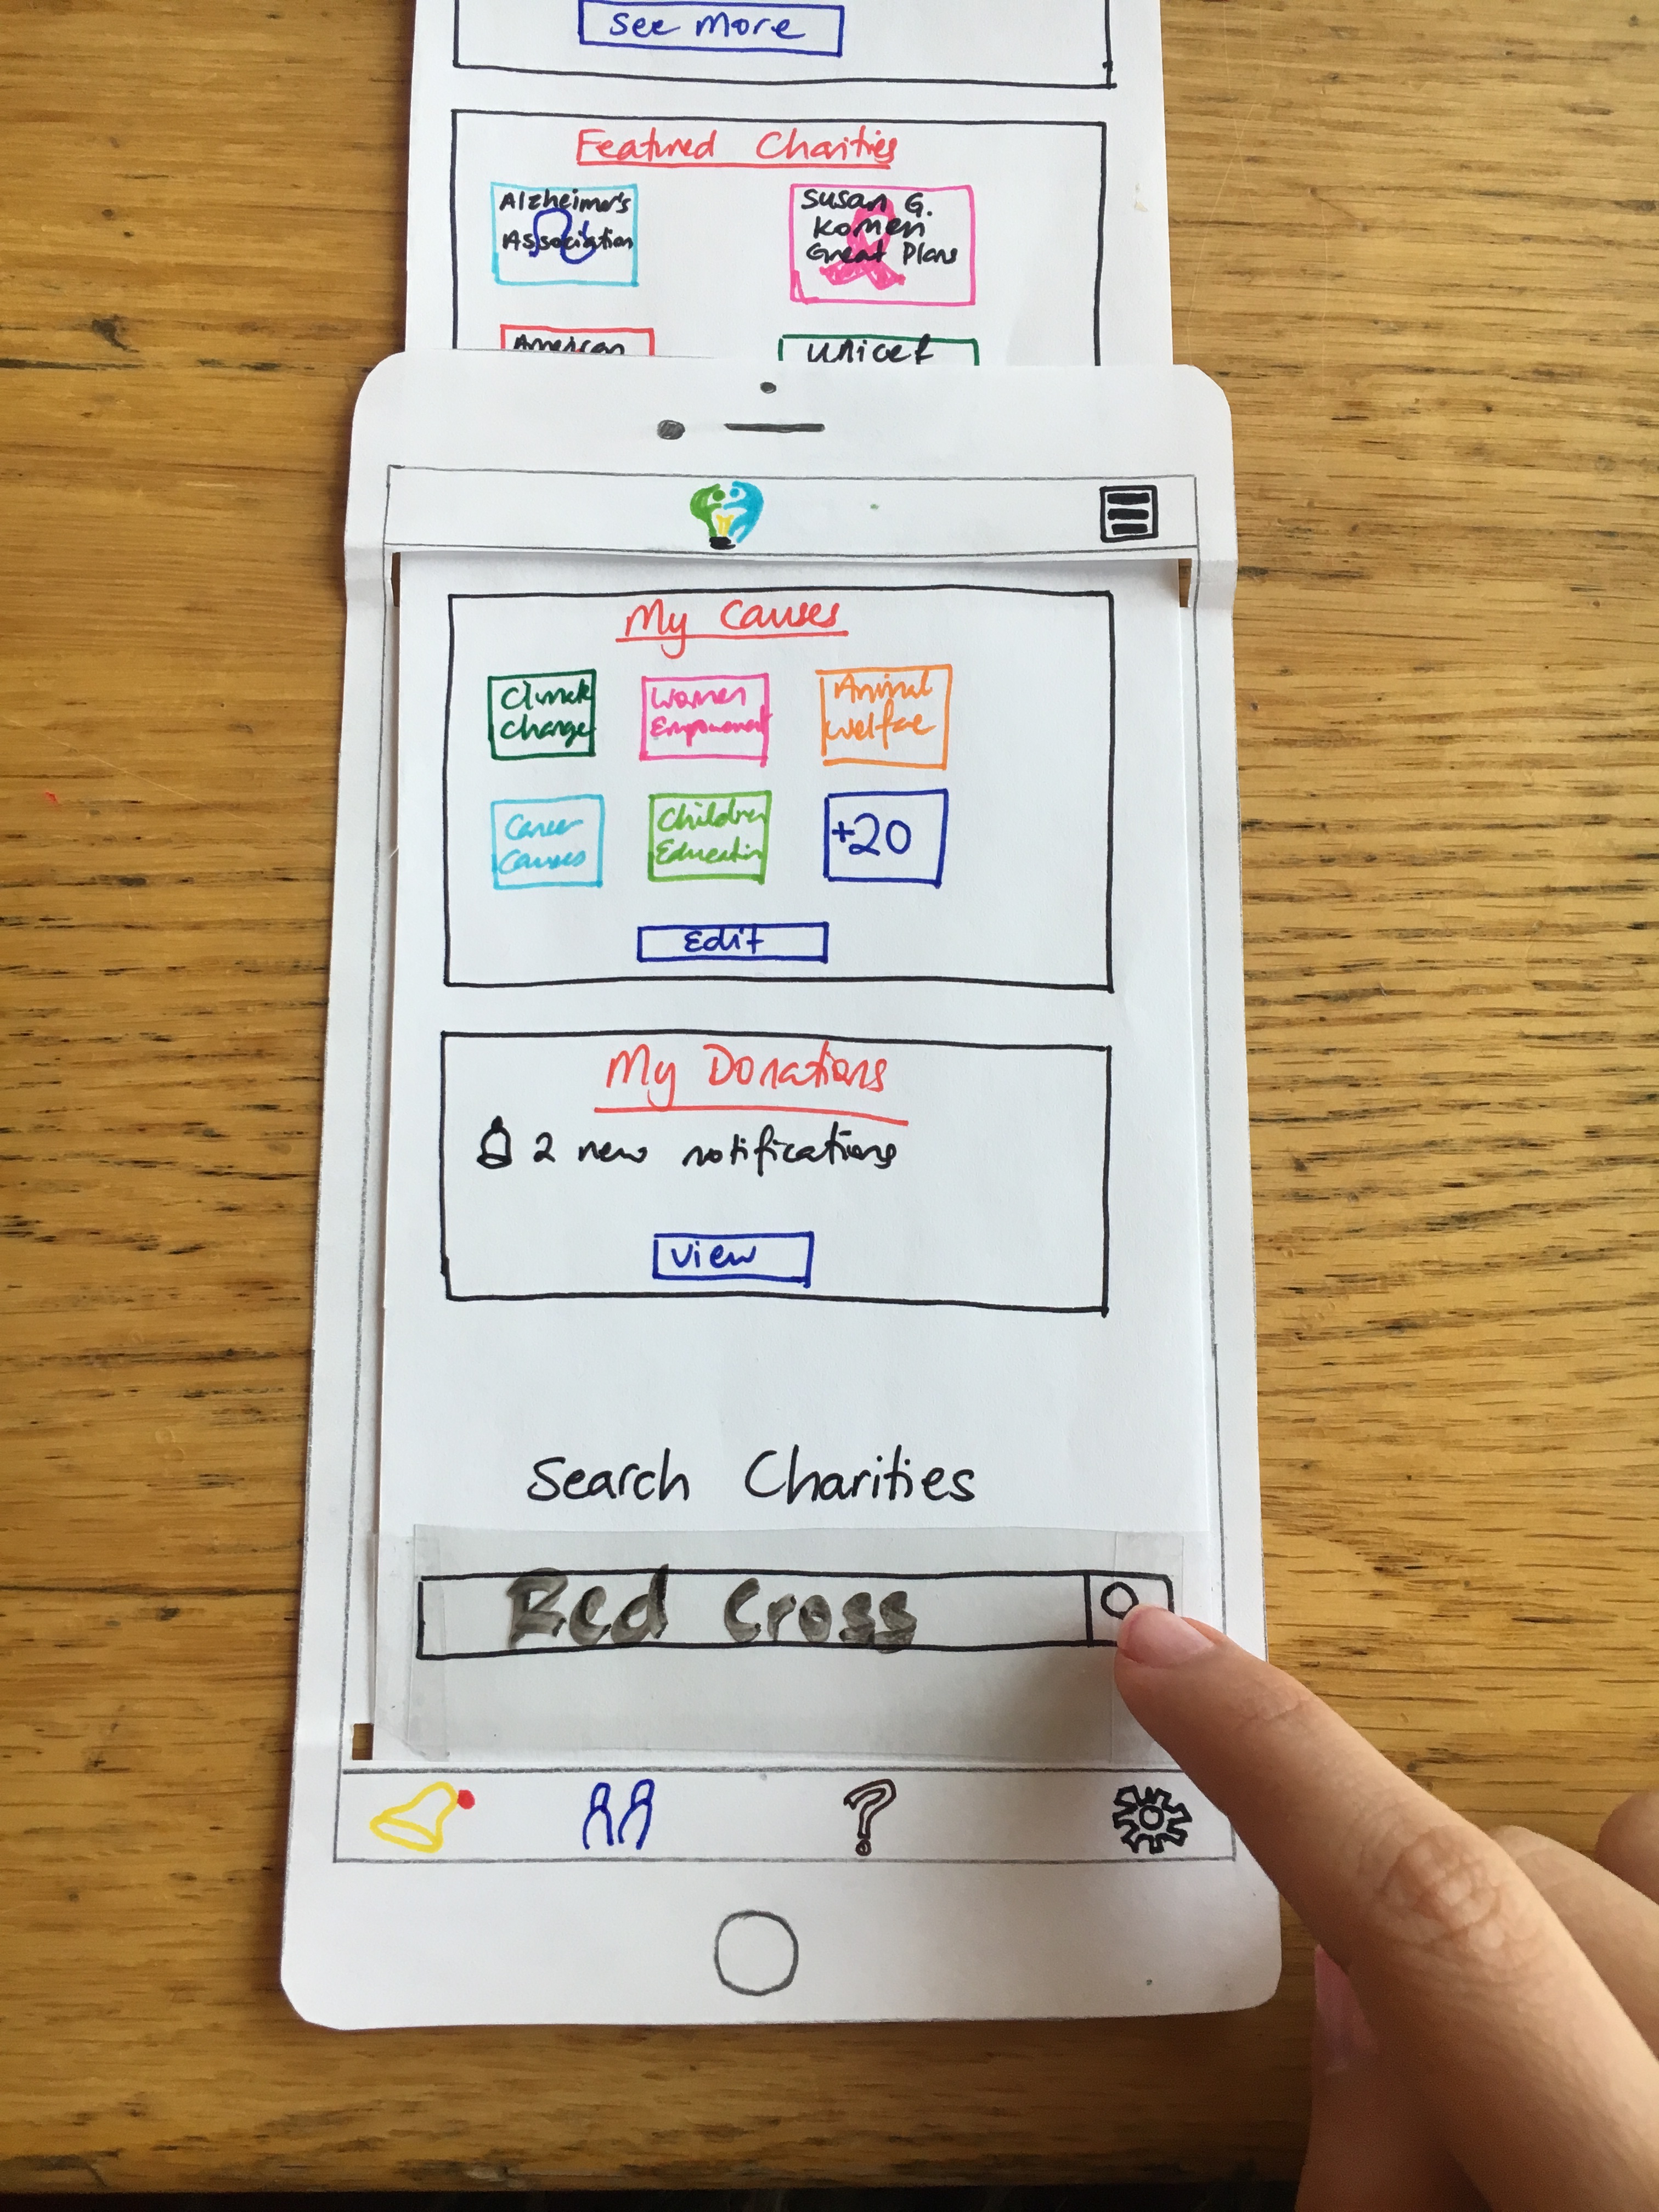 See More
Featured Charities
Alzheimer's
Association
Susan G.
Komen
Great Plans
American
Unicef
My Causes
Climate
Change
Women
Empowerment
Animal
Welfare
Cancer
Causes
Children
Education
+20
Edit
My Donations
2 new notifications
View
Search Charities
Red Cross
?